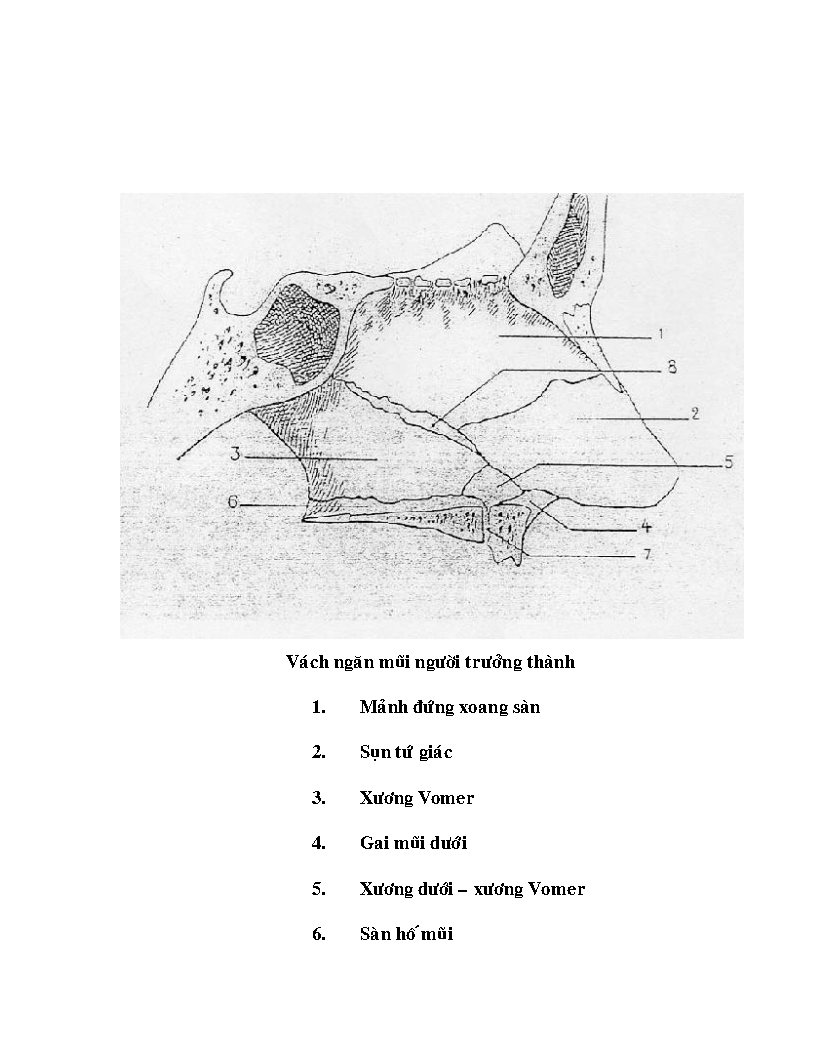 1
8
2
3
5
6
4
7
Vách ngăn mũi người trưởng thành
1. Mảnh đứng xoang sàn
2. Sụn tứ giác
3. Xương Vomer
4. Gai mũi dưới
5. Xương dưới – xương Vomer
6. Sàn hố mũi